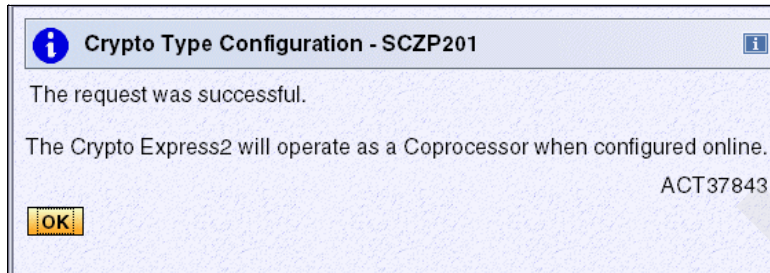 Crypto Type Configuration - SCZP201
The request was successful.
The Crypto Express2 will operate as a Coprocessor when configured online.
ACT37843
OK